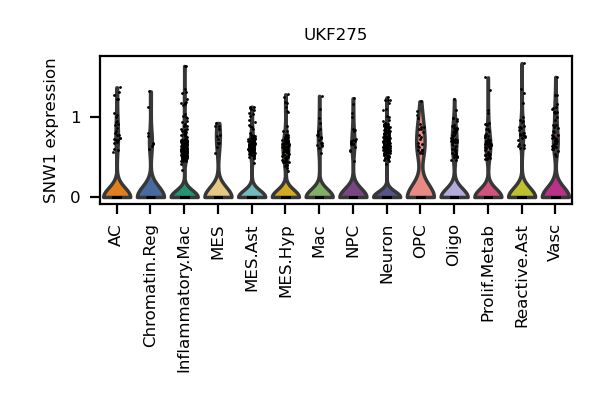 UKF275
SNW1 expression
1
0
AC
Chromatin.Reg
Inflammatory.Mac
MES
MES.Ast
MES.Hyp
Mac
NPC
Neuron
OPC
Oligo
Prolif.Metab
Reactive.Ast
Vasc